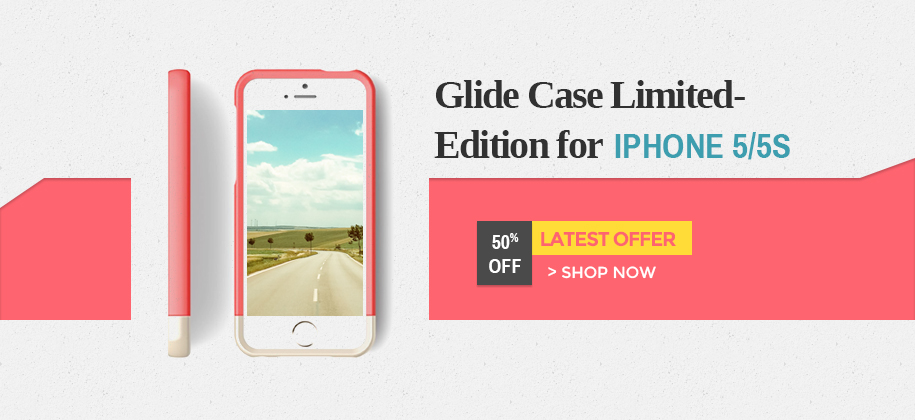 Glide Case Limited-
Edition for IPHONE 5/5S
50%
OFF
LATEST OFFER
> SHOP NOW